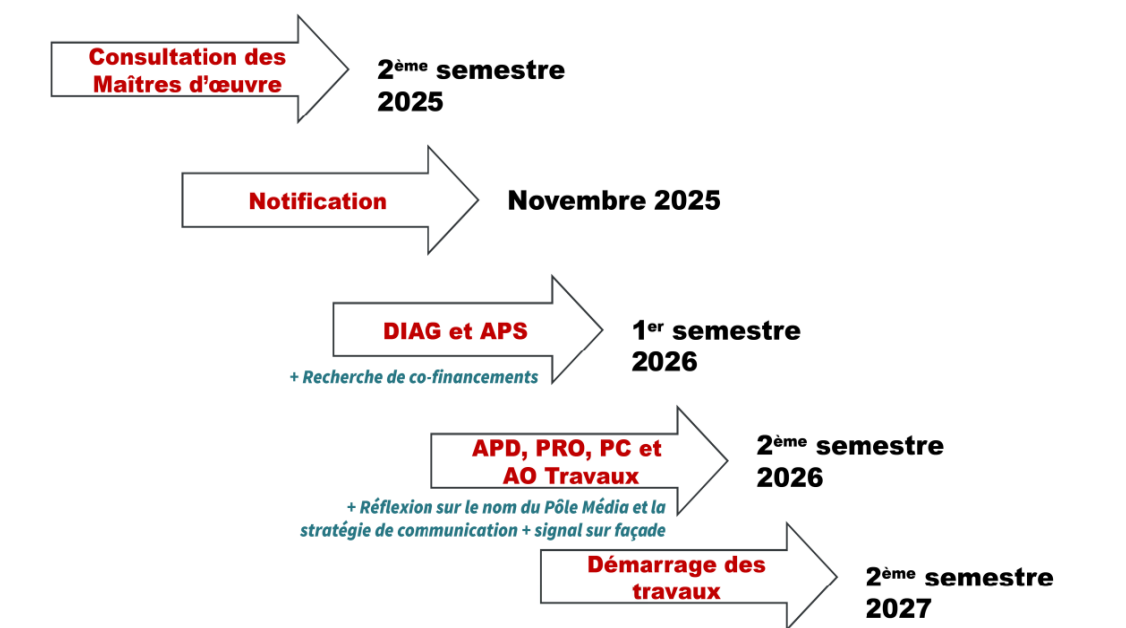 Consultation des
Maîtres d'œuvre
2ème semestre
2025
Notification
Novembre 2025
DIAG et APS
1er semestre
2026
+ Recherche de co-financements
APD, PRO, PC et
AO Travaux
2ème semestre
2026
+ Réflexion sur le nom du Pôle Média et la
stratégie de communication + signal sur façade
Démarrage des
travaux
2ème semestre
2027